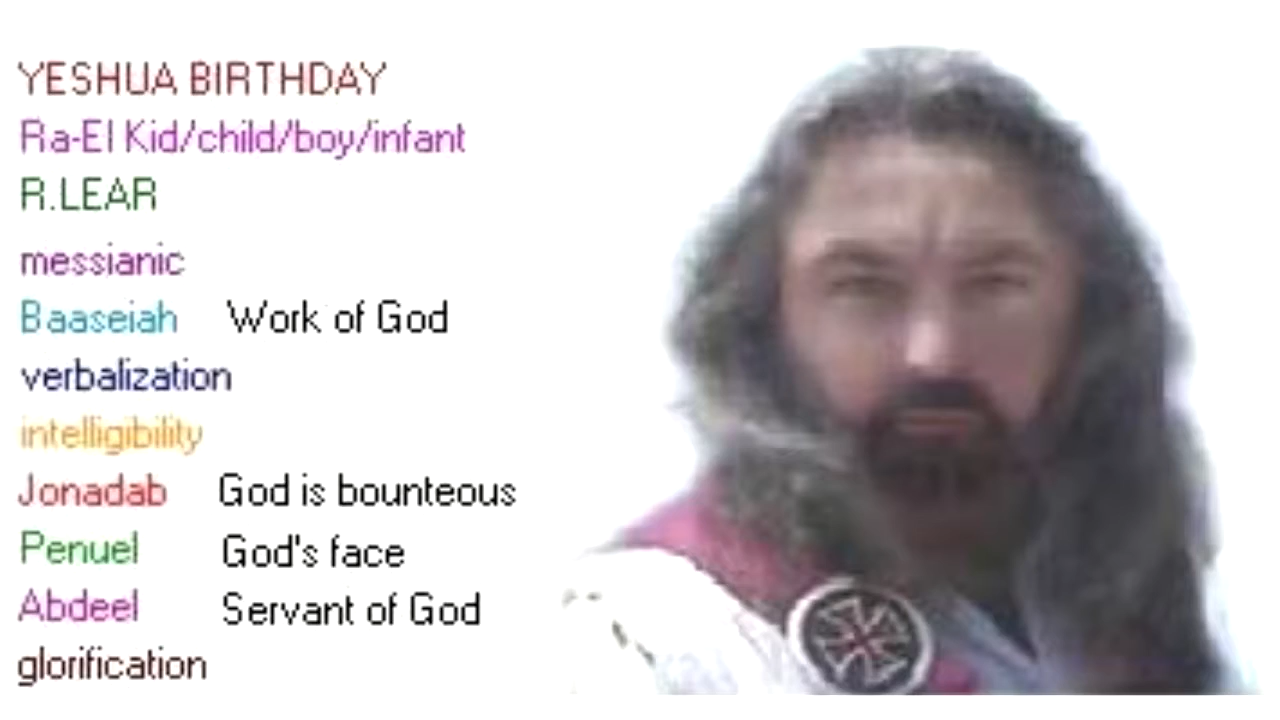 YESHUA BIRTHDAY
Ra-El Kid/child/boy/infant
R.LEAR
messianic
Baaseiah Work of God
verbalization
intelligibility
Jonadab God is bounteous
Penuel God's face
Abdeel Servant of God
glorification